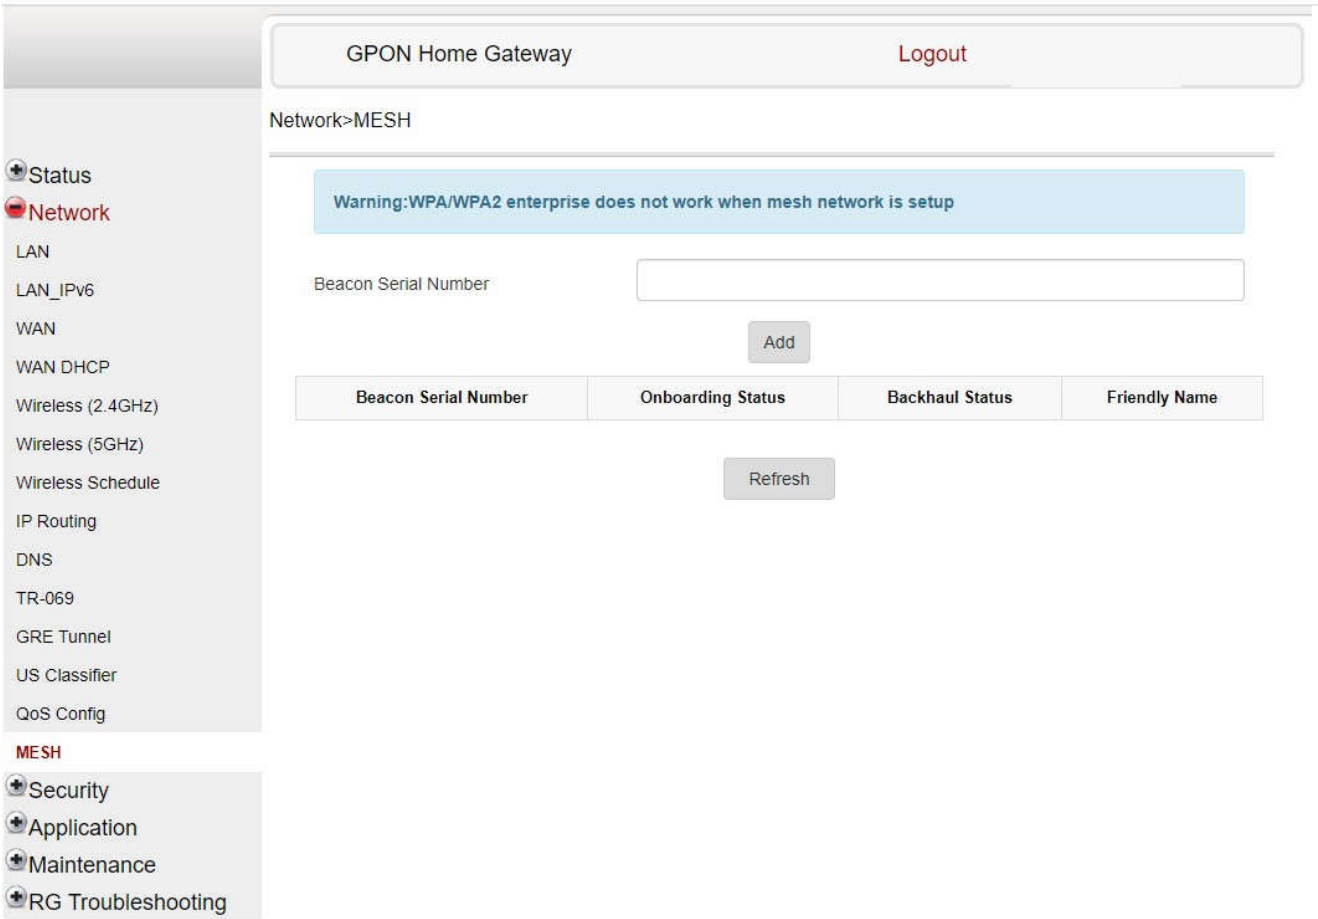 GPON Home Gateway Logout
Network>MESH
Status
Network
LAN
LAN_IPv6
WAN
WAN DHCP
Wireless (2.4GHz)
Wireless (5GHz)
Wireless Schedule
IP Routing
DNS
TR-069
GRE Tunnel
US Classifier
QoS Config
MESH
Security
Application
Maintenance
RG Troubleshooting
Warning:WPA/WPA2 enterprise does not work when mesh network is setup
Beacon Serial Number
Add
Beacon Serial Number Onboarding Status Backhaul Status Friendly Name
Refresh